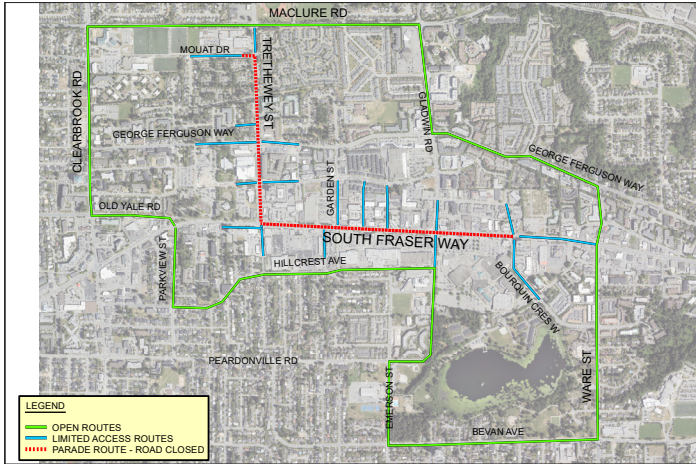 MACLURE RD
MOUAT DR
TRETHEWEY ST
CLEARBROOK RD
GLADWIN RD
GEORGE FERGUSON WAY
GEORGE FERGUSON WAY
GARDEN ST
OLD YALE RD
SOUTH FRASER WAY
PARKVIEW ST
HILLCREST AVE
BOURQUIN CRES W
PEARDONVILLE RD
EMERSON ST
WARE ST
BEVAN AVE
LEGEND
OPEN ROUTES
LIMITED ACCESS ROUTES
PARADE ROUTE - ROAD CLOSED